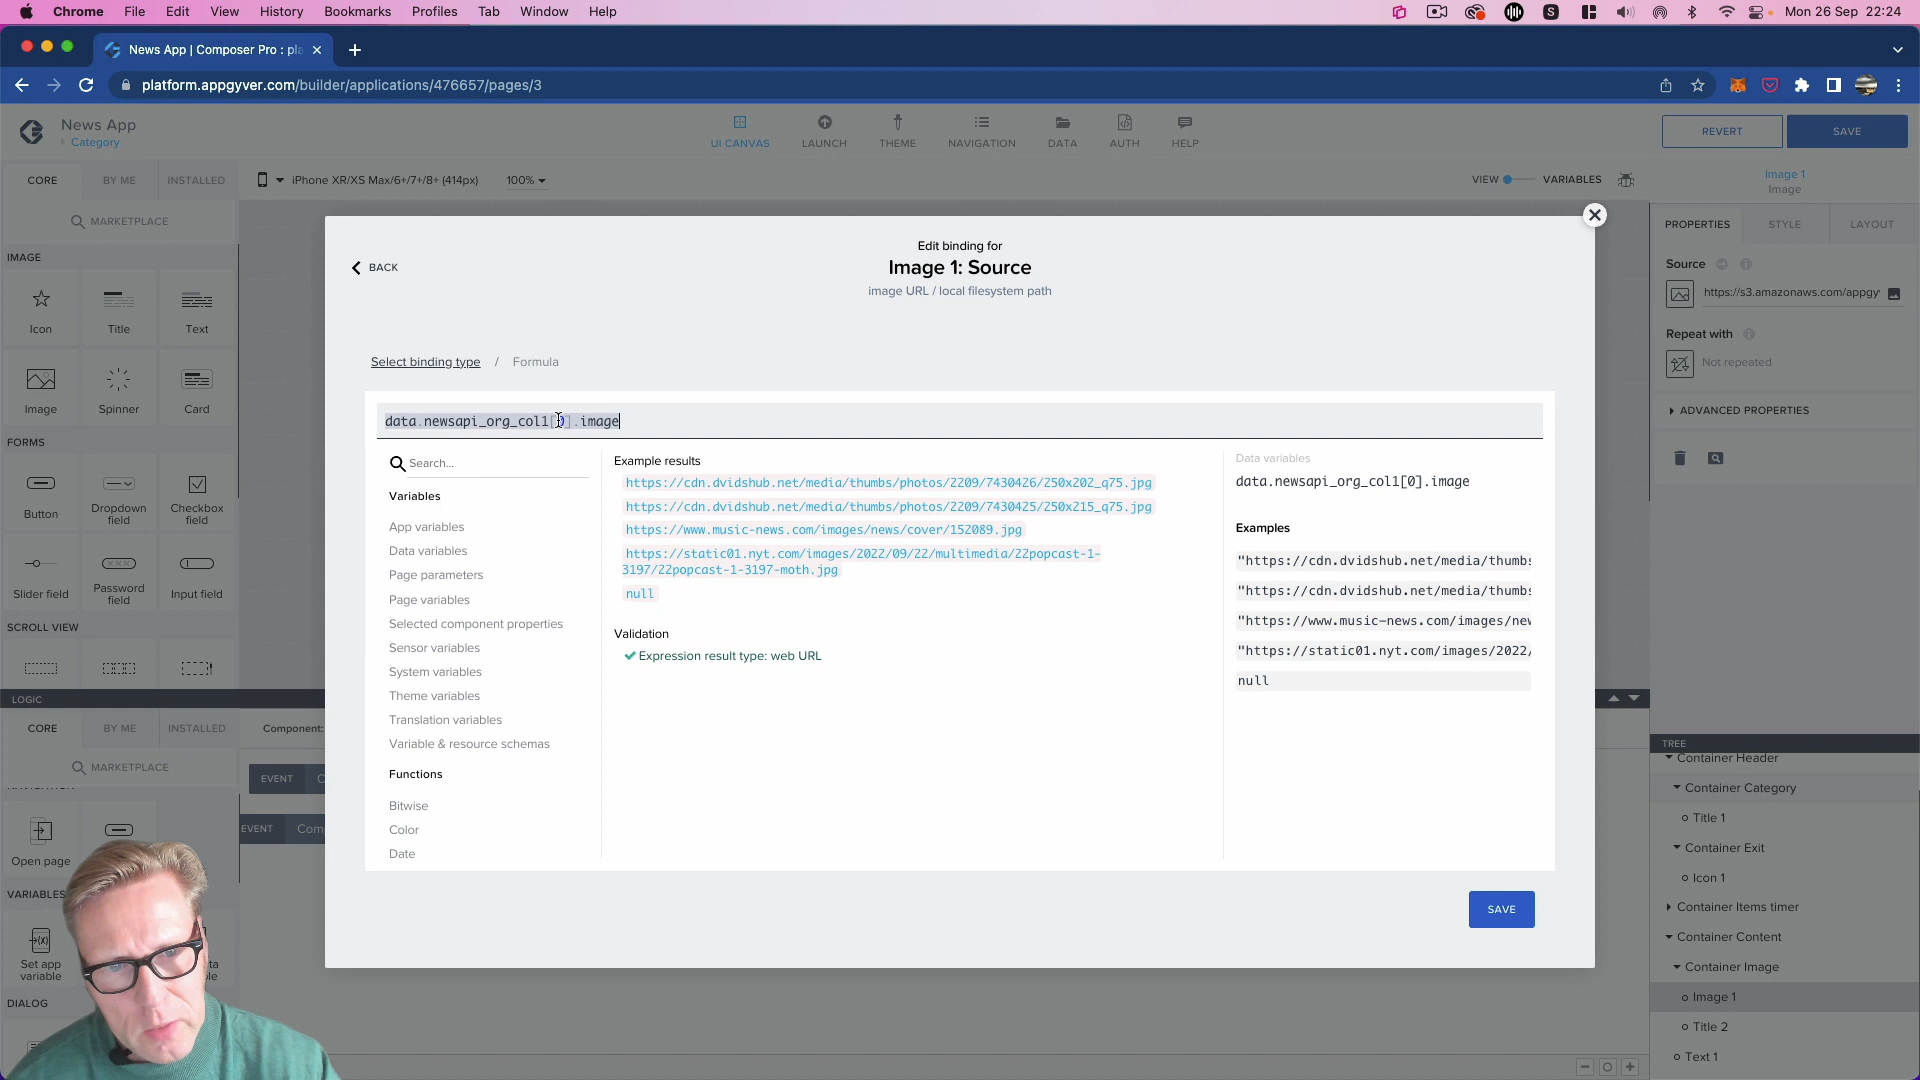 Chrome File Edit View History Bookmarks Profiles Tab Window Help
Mon 26 Sep 22:24
News App | Composer Pro : pla
platform.appgyver.com/builder/applications/476657/pages/3
News App
Category
UI CANVAS LAUNCH THEME NAVIGATION DATA AUTH HELP
REVERT SAVE
CORE BY ME INSTALLED
iPhone XR/XS Max/6+/7+/8+ (414px) 100%
VIEW VARIABLES
Image 1
Image
MARKETPLACE
PROPERTIES STYLE LAYOUT
IMAGE
Source
https://s3.amazonaws.com/appgy
Icon Title Text
Repeat with
Not repeated
Image Spinner Card
ADVANCED PROPERTIES
FORMS
Button Dropdown field Checkbox field
Slider field Password field Input field
SCROLL VIEW
Edit binding for
BACK
Image 1: Source
image URL / local filesystem path
Select binding type / Formula
data.newsapi_org_col1[0].image
Search...
Variables
App variables
Data variables
Page parameters
Page variables
Selected component properties
Sensor variables
System variables
Theme variables
Translation variables
Variable & resource schemas
Functions
Bitwise
Color
Date
Example results
https://cdn.dvidshub.net/media/thumbs/photos/2209/7430426/250x202_q75.jpg
https://cdn.dvidshub.net/media/thumbs/photos/2209/7430425/250x215_q75.jpg
https://www.music-news.com/images/news/cover/152089.jpg
https://static01.nyt.com/images/2022/09/22/multimedia/22popcast-1-
3197/22popcast-1-3197-moth.jpg
null
Validation
Expression result type: web URL
Data variables
data.newsapi_org_col1[0].image
Examples
"https://cdn.dvidshub.net/media/thumbs
"https://cdn.dvidshub.net/media/thumbs
"https://www.music-news.com/images/new
"https://static01.nyt.com/images/2022/
null
SAVE
LOGIC
CORE BY ME INSTALLED
Component:
MARKETPLACE
EVENT
EVENT Com
Open page
VARIABLES
Set app
variable
DIALOG
TREE
Container Header
Container Category
Title 1
Container Exit
Icon 1
Container Items timer
Container Content
Container Image
Image 1
Title 2
Text 1